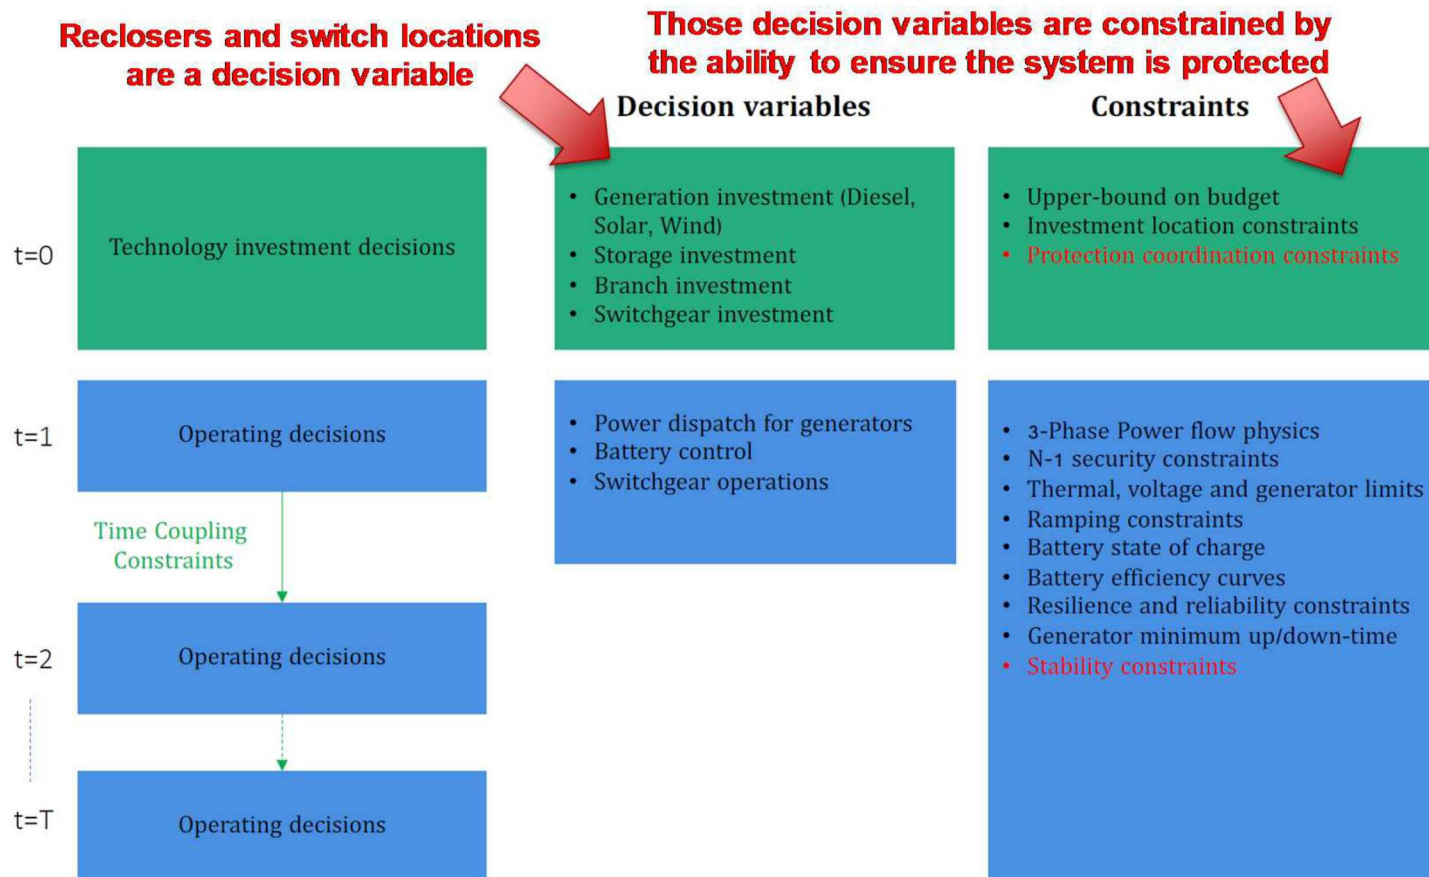 Reclosers and switch locations
are a decision variable
Those decision variables are constrained by
the ability to ensure the system is protected
Decision variables
Constraints
t=0
Technology investment decisions
• Generation investment (Diesel,
Solar, Wind)
• Storage investment
• Branch investment
• Switchgear investment
• Upper-bound on budget
• Investment location constraints
• Protection coordination constraints
t=1
Operating decisions
• Power dispatch for generators
• Battery control
• Switchgear operations
• 3-Phase Power flow physics
• N-1 security constraints
• Thermal, voltage and generator limits
• Ramping constraints
• Battery state of charge
• Battery efficiency curves
• Resilience and reliability constraints
• Generator minimum up/down-time
• Stability constraints
Time Coupling
Constraints
t=2
Operating decisions
t=T
Operating decisions